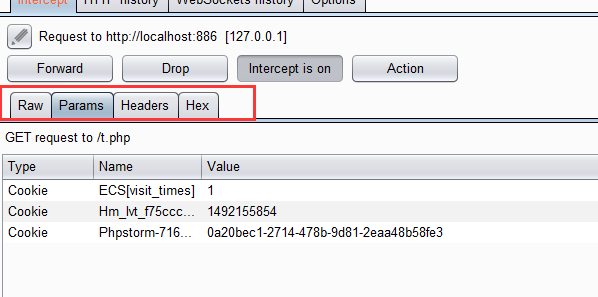 Intercept HTTP history WebSockets history Options
Request to http://localhost:886 [127.0.0.1]
Forward Drop Intercept is on Action
Raw Params Headers Hex
GET request to /t.php
Type Name Value
Cookie ECS[visit_times] 1
Cookie Hm_lvt_f75ccc... 1492155854
Cookie Phpstorm-716... 0a20bec1-2714-478b-9d81-2eaa48b58fe3